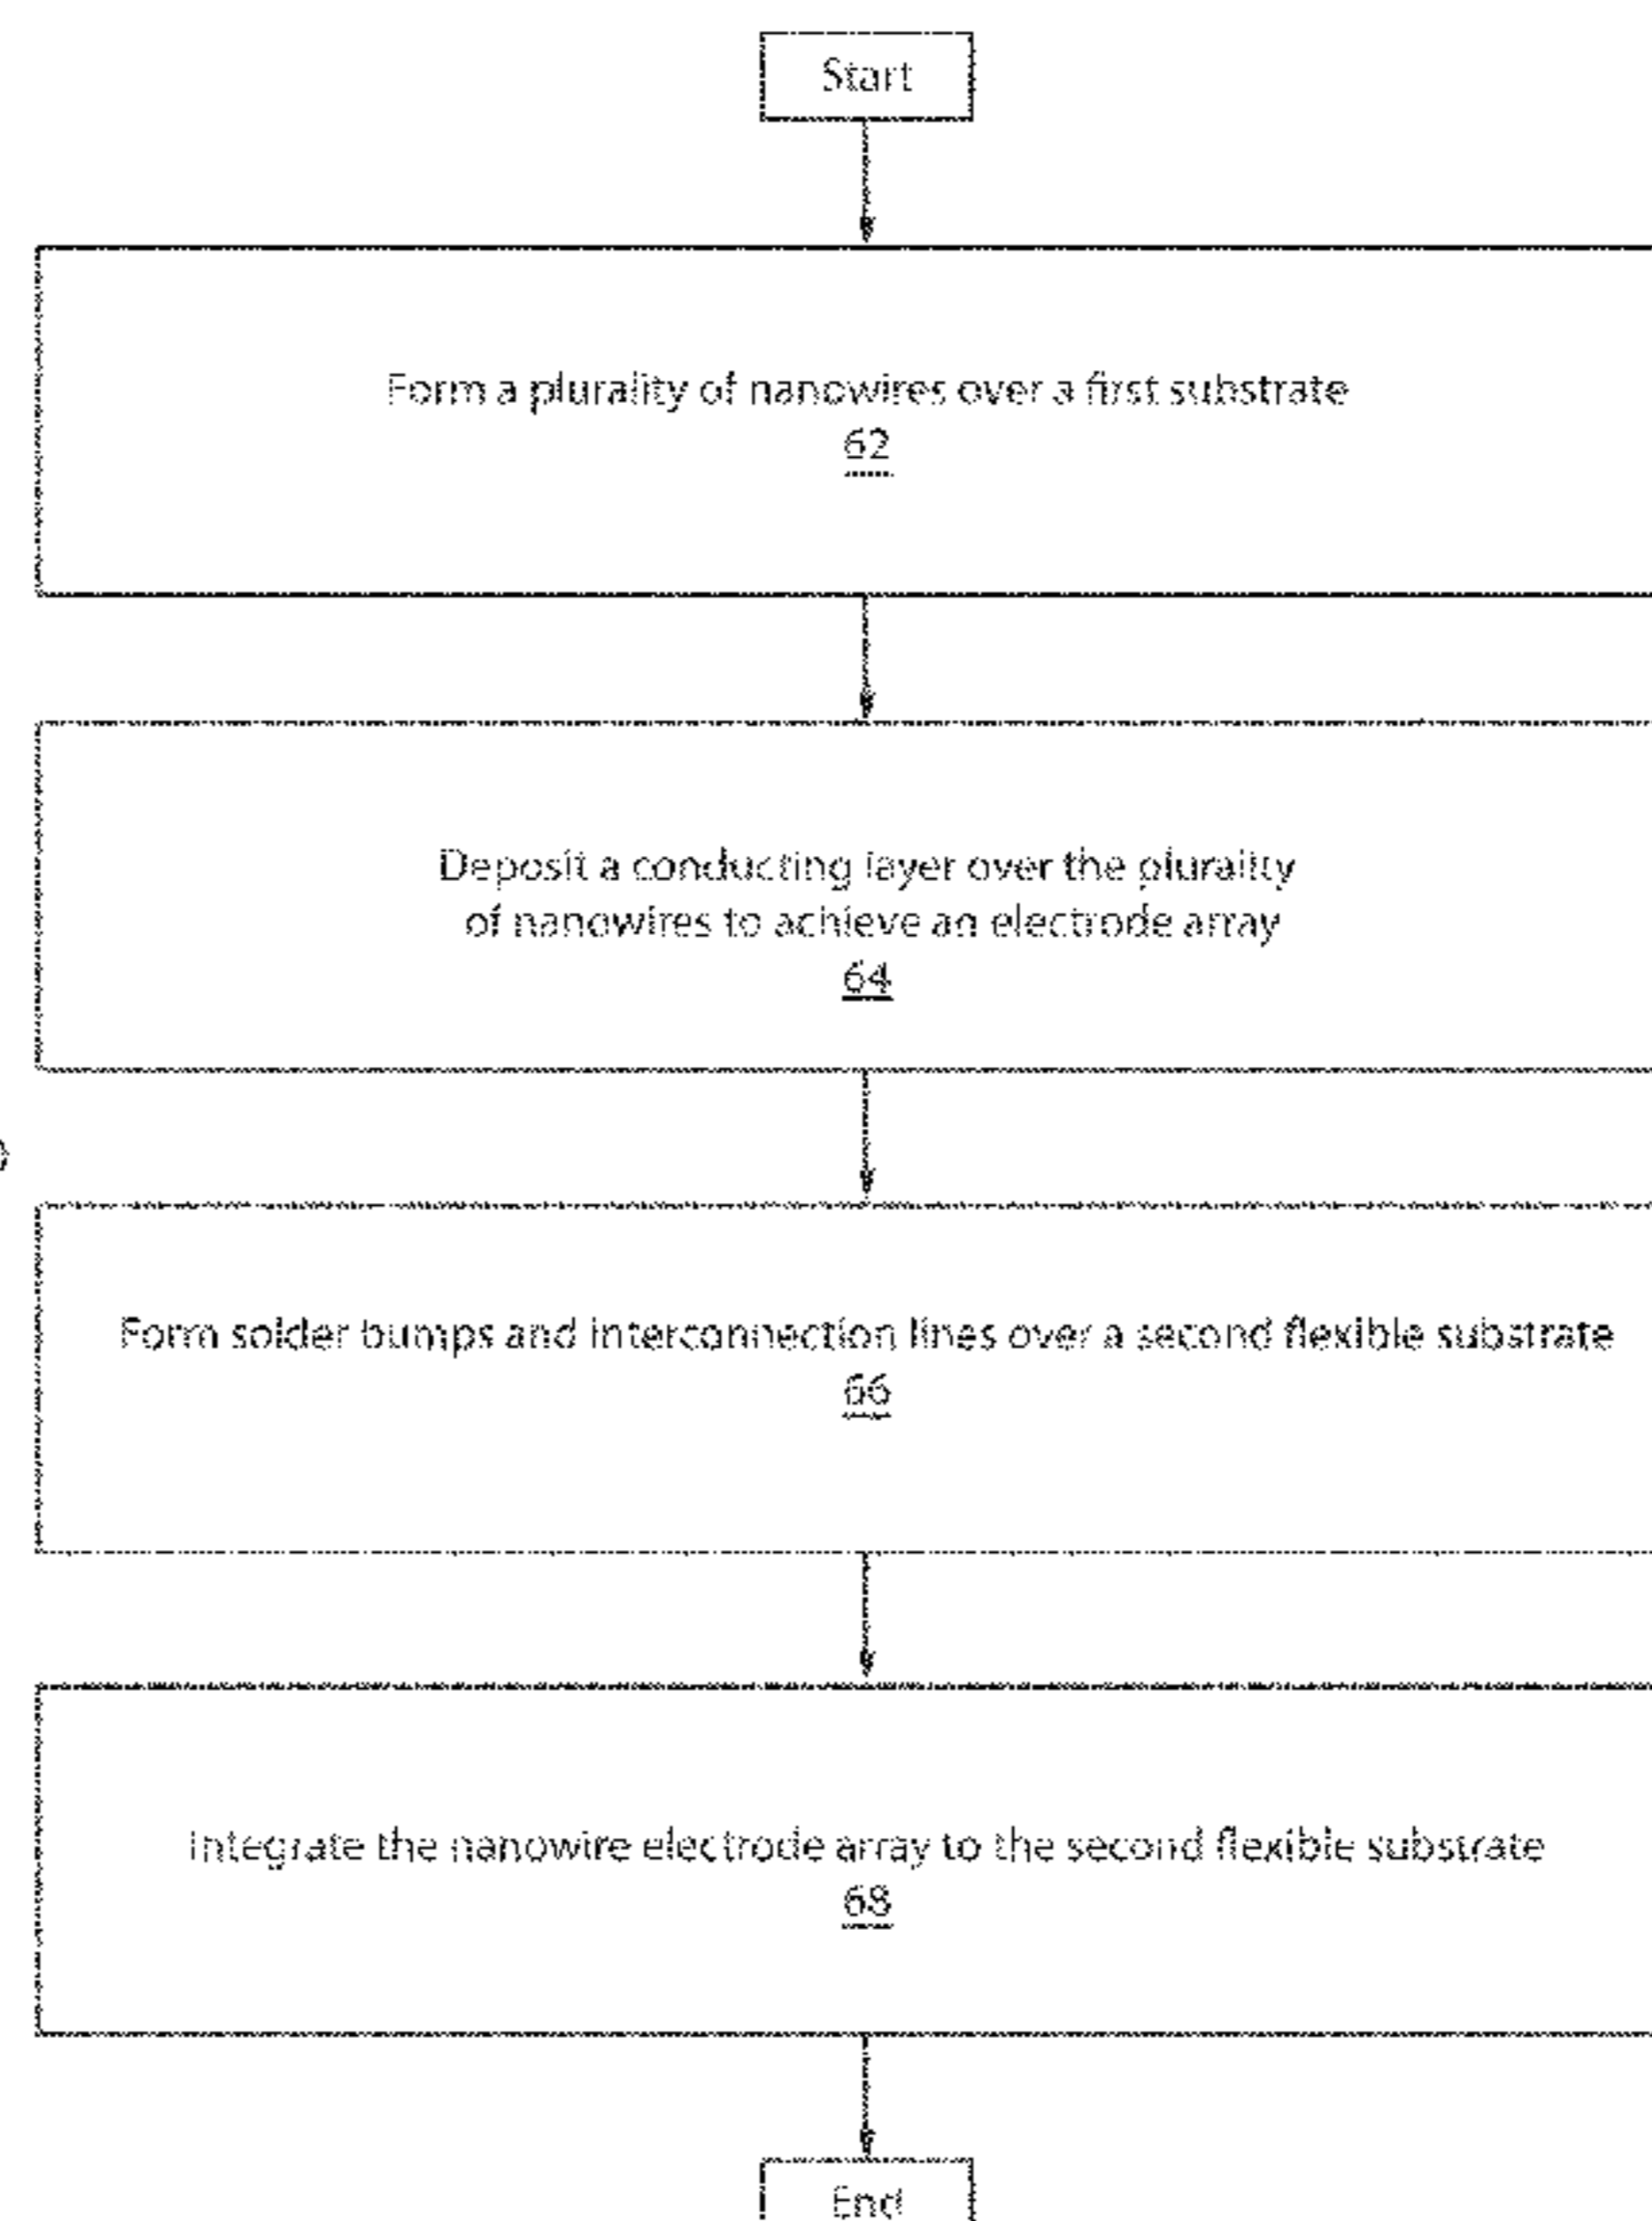 Start
Form a plurality of nanowires over a first substrate
62
Deposit a conducting layer over the plurality
of nanowires to achieve an electrode array
64
Form solder bumps and interconnection lines over a second flexible substrate
66
Integrate the nanowire electrode array to the second flexible substrate
68
End